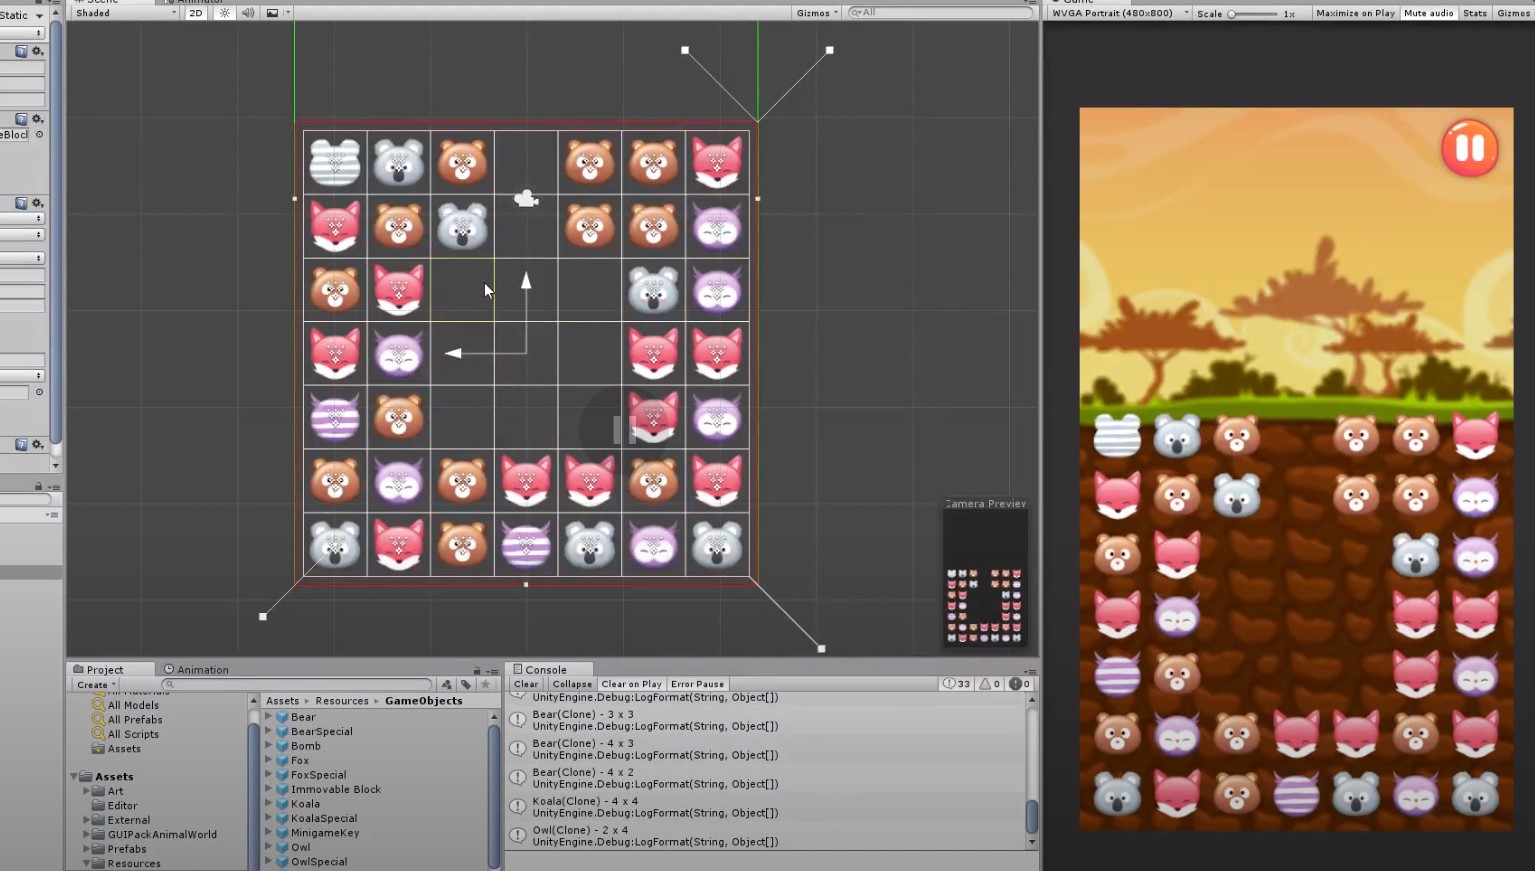 Static
Shaded
2D
Gizmos
All
WVGA Portrait (480x800)
Scale
1x
Maximize on Play
Mute audio
Stats
Gizmos
Camera Preview
Project
Animation
Create
All Models
All Prefabs
All Scripts
Assets
Assets
Art
Editor
External
GUIPackAnimalWorld
Prefabs
Resources
Assets
Resources
GameObjects
Bear
BearSpecial
Bomb
Fox
FoxSpecial
Immovable Block
Koala
KoalaSpecial
MinigameKey
Owl
OwlSpecial
Console
Clear
Collapse
Clear on Play
Error Pause
33
0
0
UnityEngine.Debug:LogFormat(String, Object[])
Bear(Clone) - 3 x 3
UnityEngine.Debug:LogFormat(String, Object[])
Bear(Clone) - 4 x 3
UnityEngine.Debug:LogFormat(String, Object[])
Bear(Clone) - 4 x 2
UnityEngine.Debug:LogFormat(String, Object[])
Koala(Clone) - 4 x 4
UnityEngine.Debug:LogFormat(String, Object[])
Owl(Clone) - 2 x 4
UnityEngine.Debug:LogFormat(String, Object[])